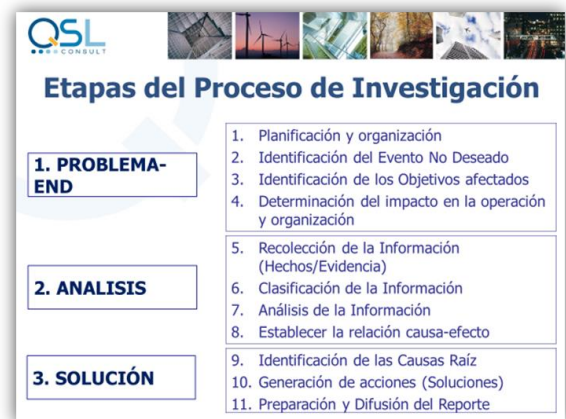 QSL
CONSULT
Etapas del Proceso de Investigación
1. PROBLEMA-
END
1. Planificación y organización
2. Identificación del Evento No Deseado
3. Identificación de los Objetivos afectados
4. Determinación del impacto en la operación
y organización
2. ANALISIS
5. Recolección de la Información
(Hechos/Evidencia)
6. Clasificación de la Información
7. Análisis de la Información
8. Establecer la relación causa-efecto
3. SOLUCIÓN
9. Identificación de las Causas Raíz
10. Generación de acciones (Soluciones)
11. Preparación y Difusión del Reporte